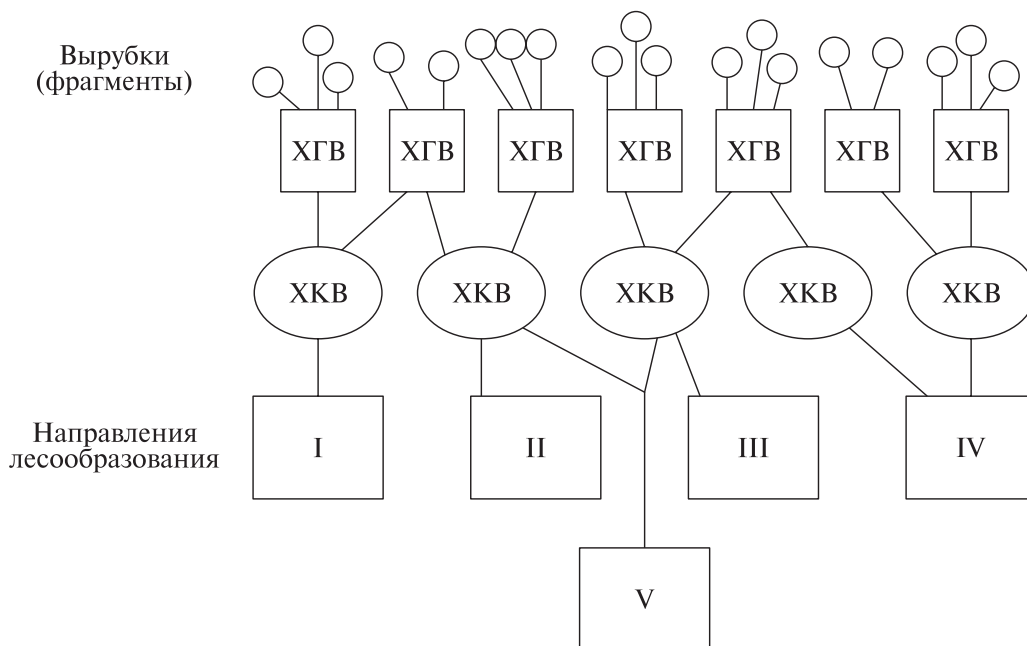 Вырубки
(фрагменты)
ХГВ ХГВ ХГВ ХГВ ХГВ ХГВ ХГВ
ХКВ ХКВ ХКВ ХКВ ХКВ
Направления
лесообразования
I II III IV
V